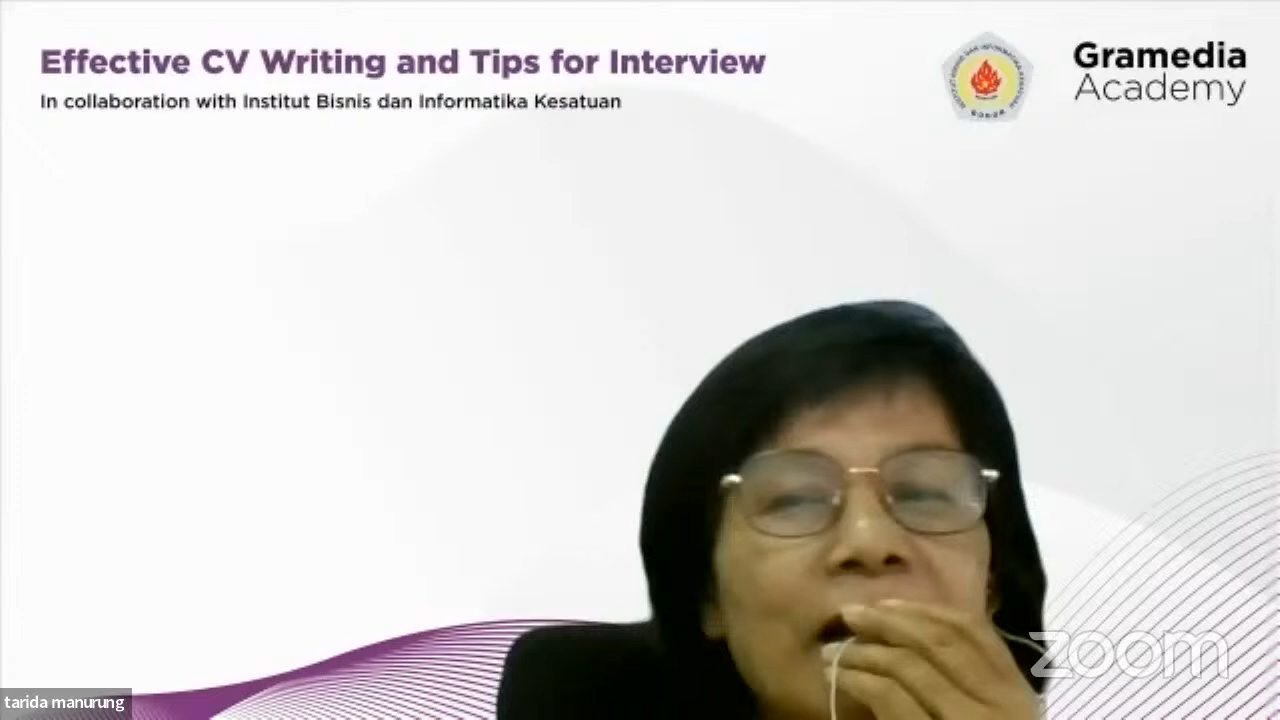 Effective CV Writing and Tips for Interview
In collaboration with Institut Bisnis dan Informatika Kesatuan
Gramedia
Academy
BOGOR
zoom
tarida manurung